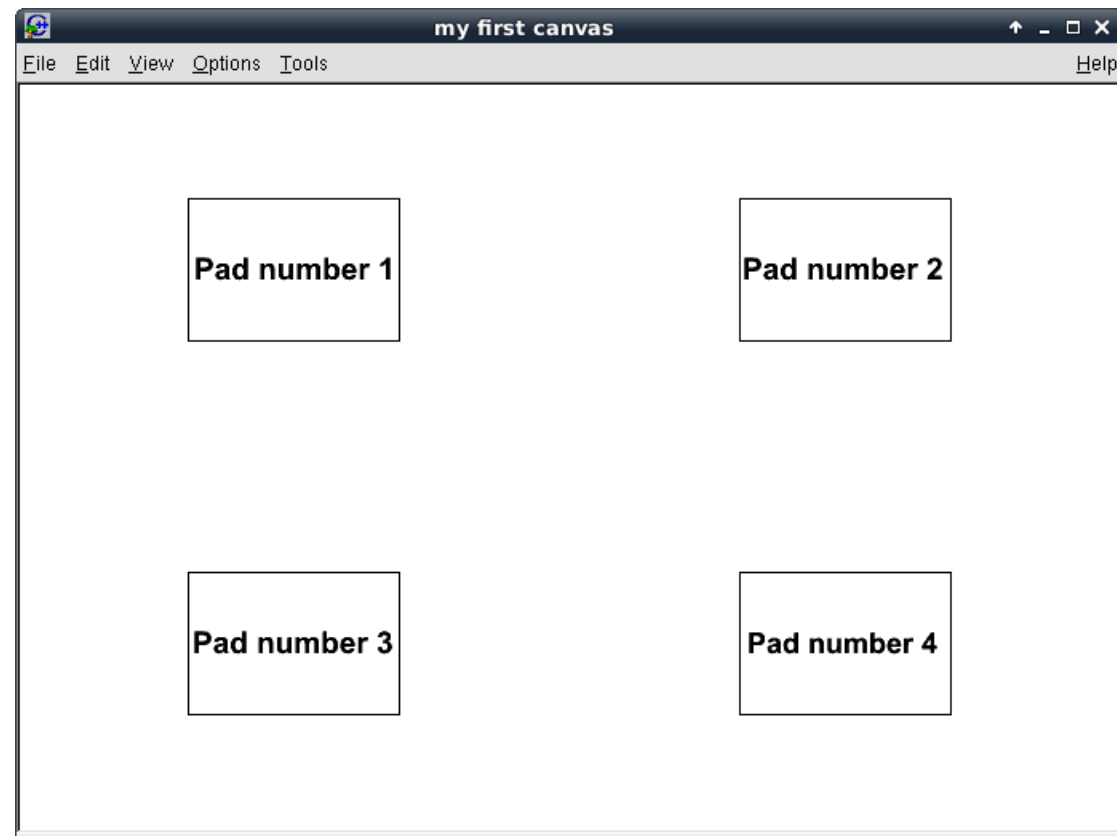 my first canvas
File Edit View Options Tools Help
Pad number 1 Pad number 2
Pad number 3 Pad number 4